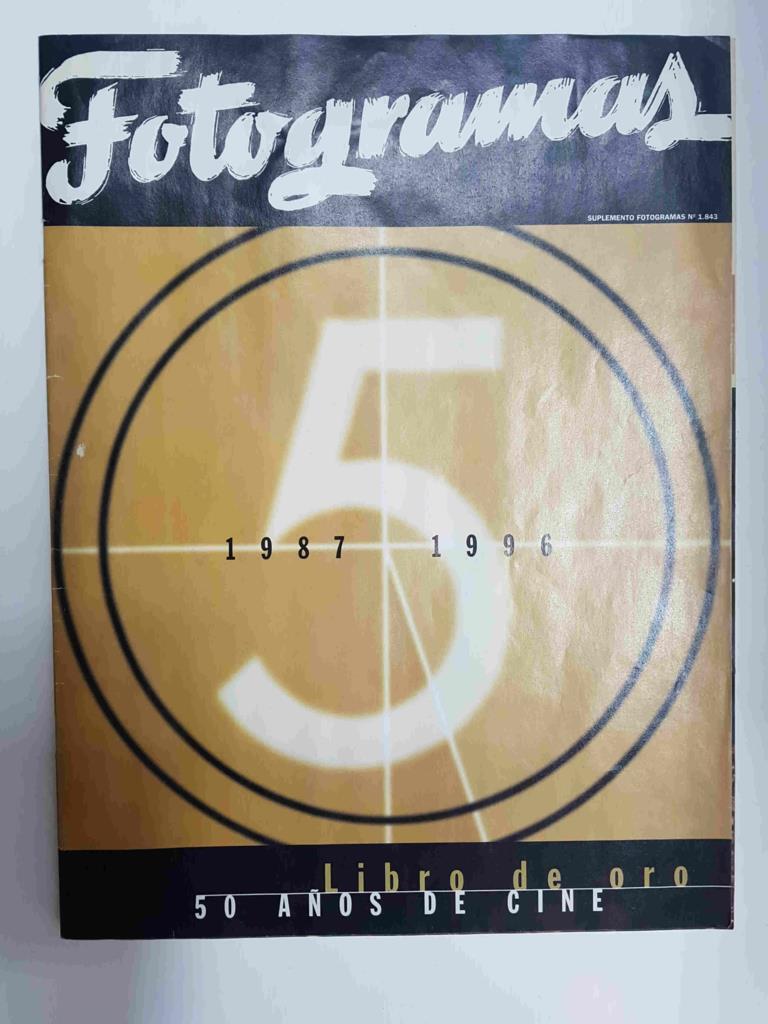 Fotogramas
SUPLEMENTO FOTOGRAMAS Nº 1.843
5
1987 1996
Libro de oro
50 AÑOS DE CINE